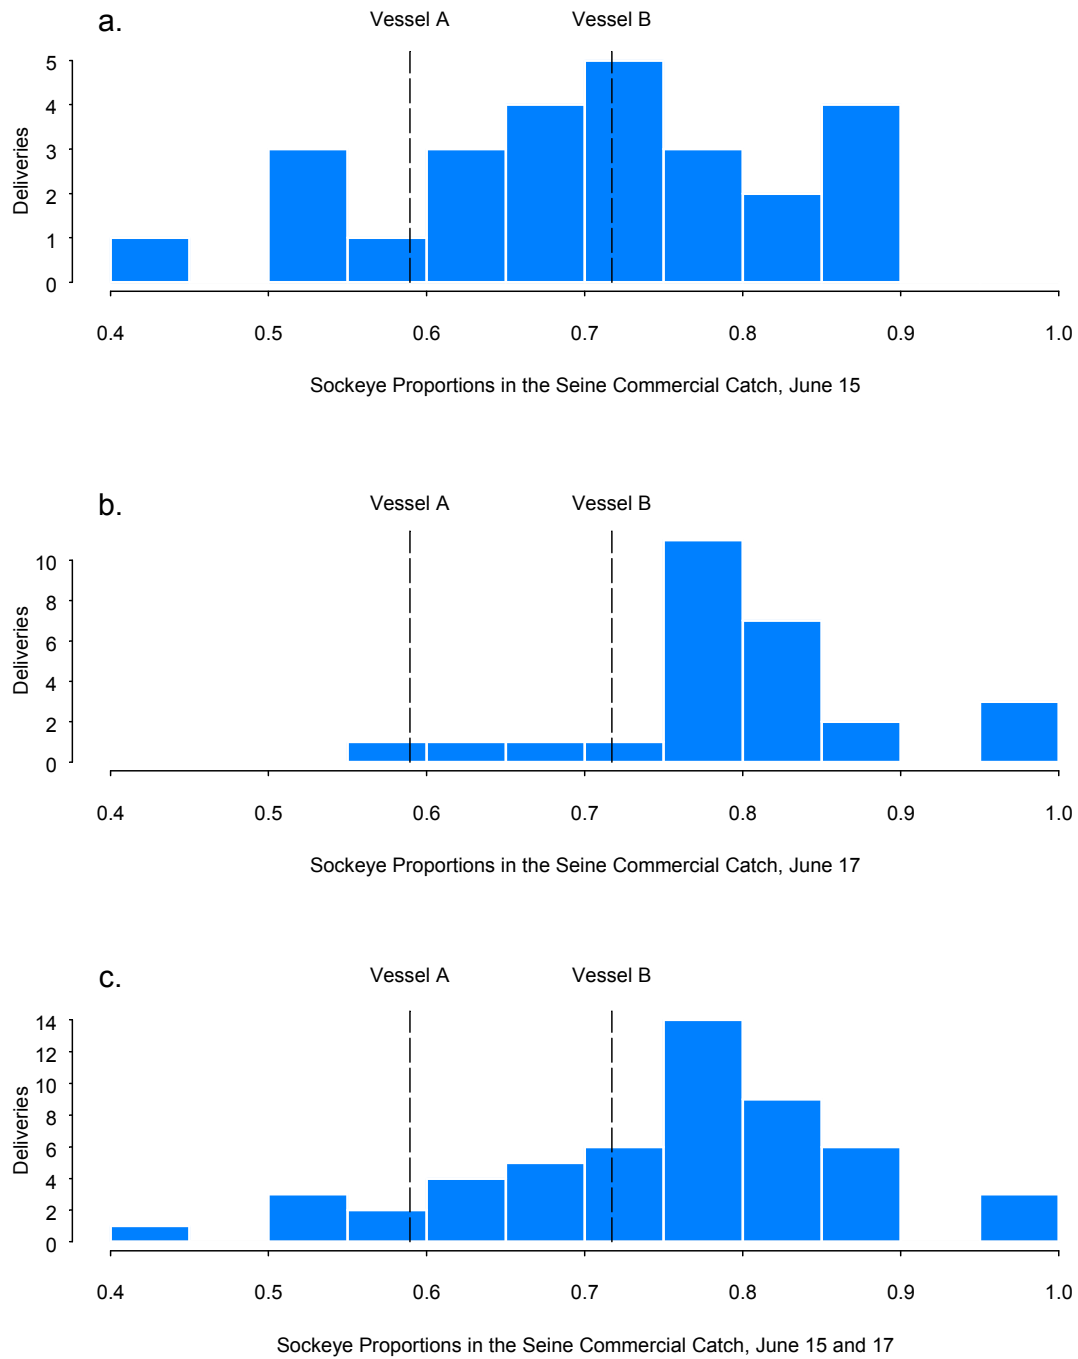 a.
Vessel A Vessel B
5
4
3
2
1
0
Deliveries
0.4 0.5 0.6 0.7 0.8 0.9 1.0
Sockeye Proportions in the Seine Commercial Catch, June 15
b.
Vessel A Vessel B
10
8
6
4
2
0
Deliveries
0.4 0.5 0.6 0.7 0.8 0.9 1.0
Sockeye Proportions in the Seine Commercial Catch, June 17
c.
Vessel A Vessel B
14
12
10
8
6
4
2
0
Deliveries
0.4 0.5 0.6 0.7 0.8 0.9 1.0
Sockeye Proportions in the Seine Commercial Catch, June 15 and 17